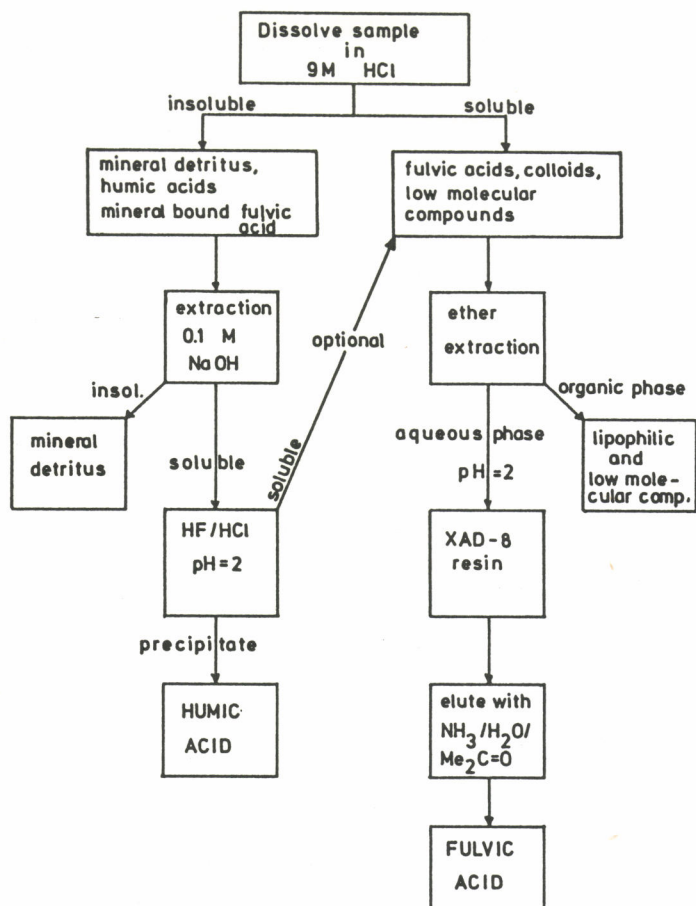 Dissolve sample
in
9M HCl
insoluble
soluble
mineral detritus,
humic acids
mineral bound fulvic
acid
fulvic acids, colloids,
low molecular
compounds
extraction
0.1 M
NaOH
optional
ether
extraction
insol.
organic phase
mineral
detritus
soluble
soluble
aqueous phase
pH=2
lipophilic
and
low mole-
cular comp.
HF/HCl
pH=2
XAD-8
resin
precipitate
HUMIC
ACID
elute with
NH₃/H₂O/
Me₂C=O
FULVIC
ACID